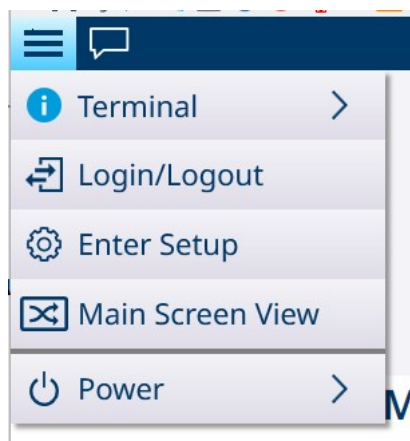 Terminal
Login/Logout
Enter Setup
Main Screen View
Power
M